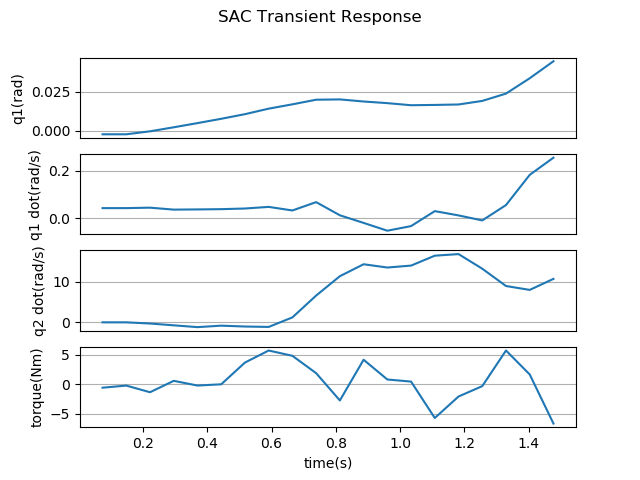 SAC Transient Response
q1(rad)
0.025
0.000
q1 dot(rad/s)
0.2
0.0
q2 dot(rad/s)
10
0
torque(Nm)
5
0
−5
0.2 0.4 0.6 0.8 1.0 1.2 1.4
time(s)